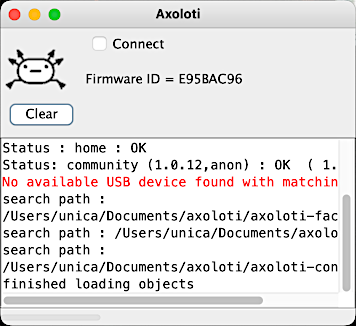 Axoloti
Connect
Firmware ID = E95BAC96
Clear
Status : home : OK
Status: community (1.0.12,anon) : OK ( 1.
No available USB device found with matchin
search path :
/Users/unica/Documents/axoloti/axoloti-fac
search path : /Users/unica/Documents/axolo
search path :
/Users/unica/Documents/axoloti/axoloti-con
finished loading objects